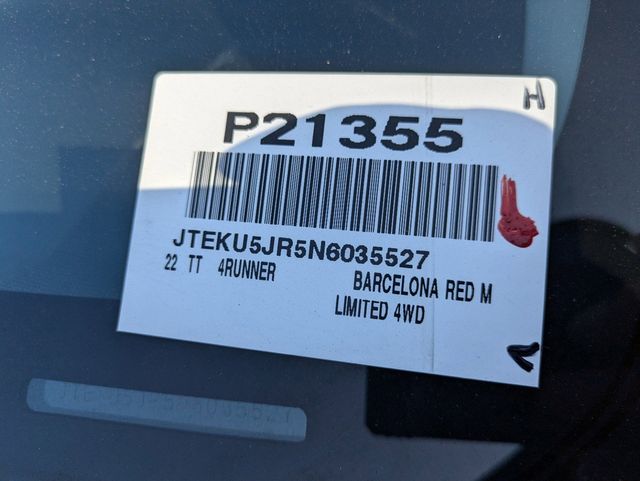 H
P21355
JTEKU5JR5N6035527
22 TT 4RUNNER BARCELONA RED M
LIMITED 4WD